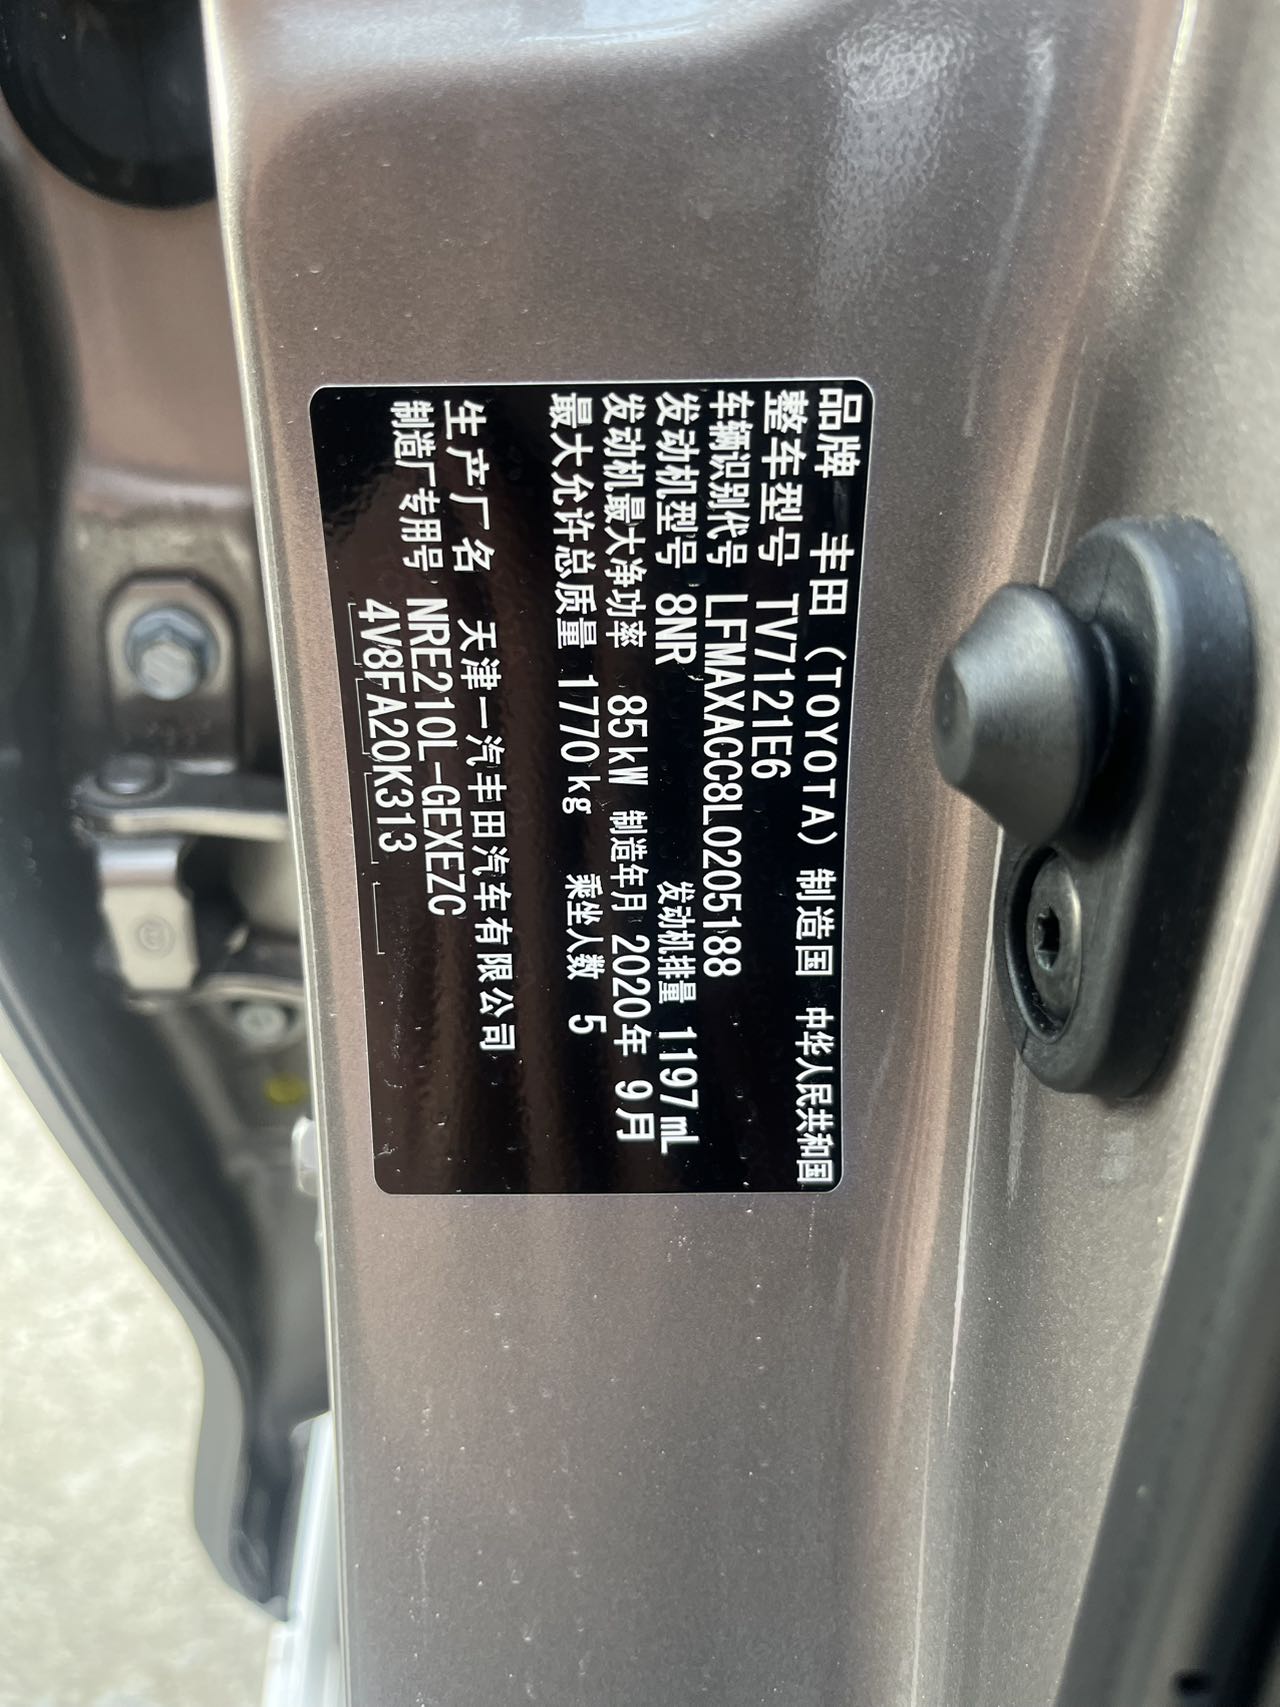 品牌 丰田（TOYOTA） 制造国 中华人民共和国
整车型号 TV7121E6
车辆识别代号 LFMAXACC8L0205188
发动机型号 8NR 发动机排量 1197mL
发动机最大净功率 85kW 制造年月 2020年 9月
最大允许总质量 1770kg 乘坐人数 5
生产厂名 天津一汽丰田汽车有限公司
制造厂专用号 NRE210L-GEXEZC
4V8FA20K313